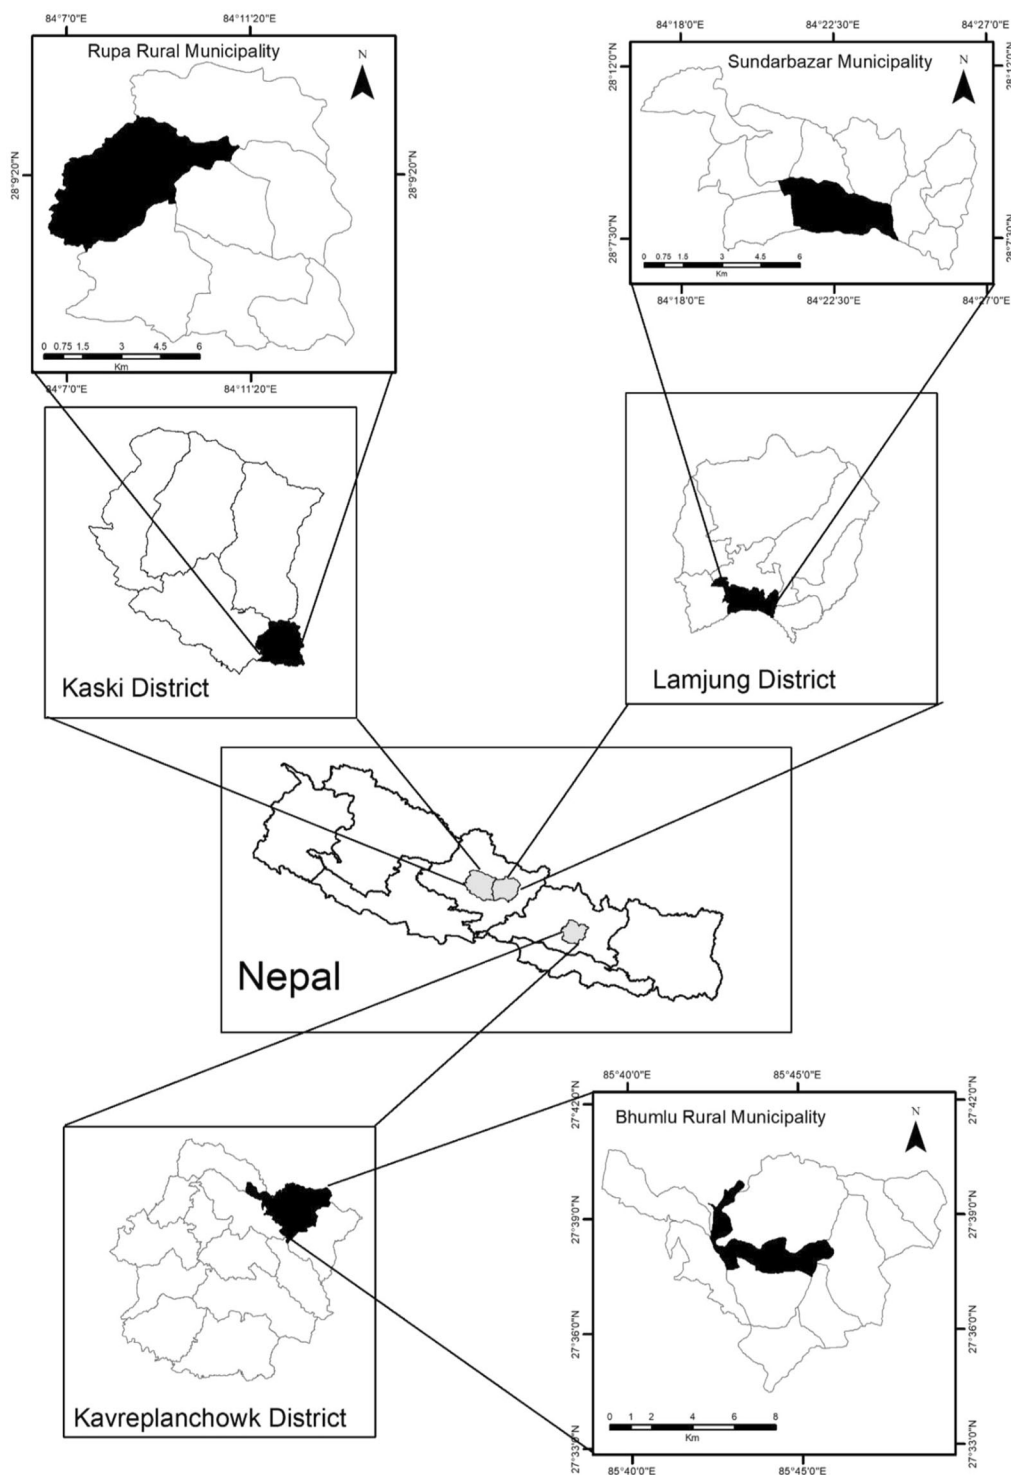 84°7'0"E 84°11'20"E
Rupa Rural Municipality
N
28°9'20"N 28°9'20"N
0 0.75 1.5 3 4.5 6
Km
84°7'0"E 84°11'20"E
84°18'0"E 84°22'30"E 84°27'0"E
28°12'0"N 28°12'0"N
Sundarbazar Municipality
N
28°7'30"N 28°7'30"N
0 0.75 1.5 3 4.5 6
Km
84°18'0"E 84°22'30"E 84°27'0"E
Kaski District
Lamjung District
Nepal
Kavreplanchowk District
85°40'0"E 85°45'0"E
27°42'0"N 27°42'0"N
Bhumlu Rural Municipality
N
27°39'0"N 27°39'0"N
27°36'0"N 27°36'0"N
0 1 2 4 6 8
Km
27°33'0"N 27°33'0"N
85°40'0"E 85°45'0"E